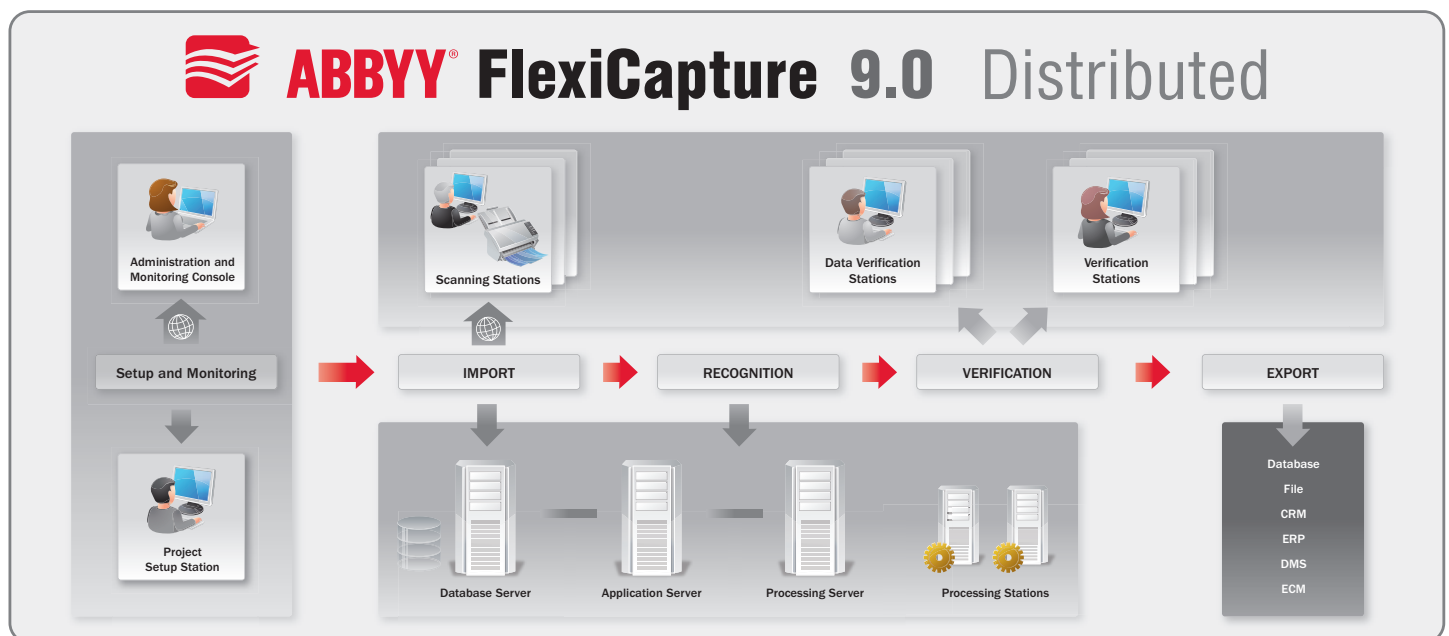 ABBYY® FlexiCapture 9.0 Distributed
Administration and
Monitoring Console
Scanning Stations
Data Verification
Stations
Verification
Stations
Setup and Monitoring
IMPORT
RECOGNITION
VERIFICATION
EXPORT
Project
Setup Station
Database Server
Application Server
Processing Server
Processing Stations
Database
File
CRM
ERP
DMS
ECM